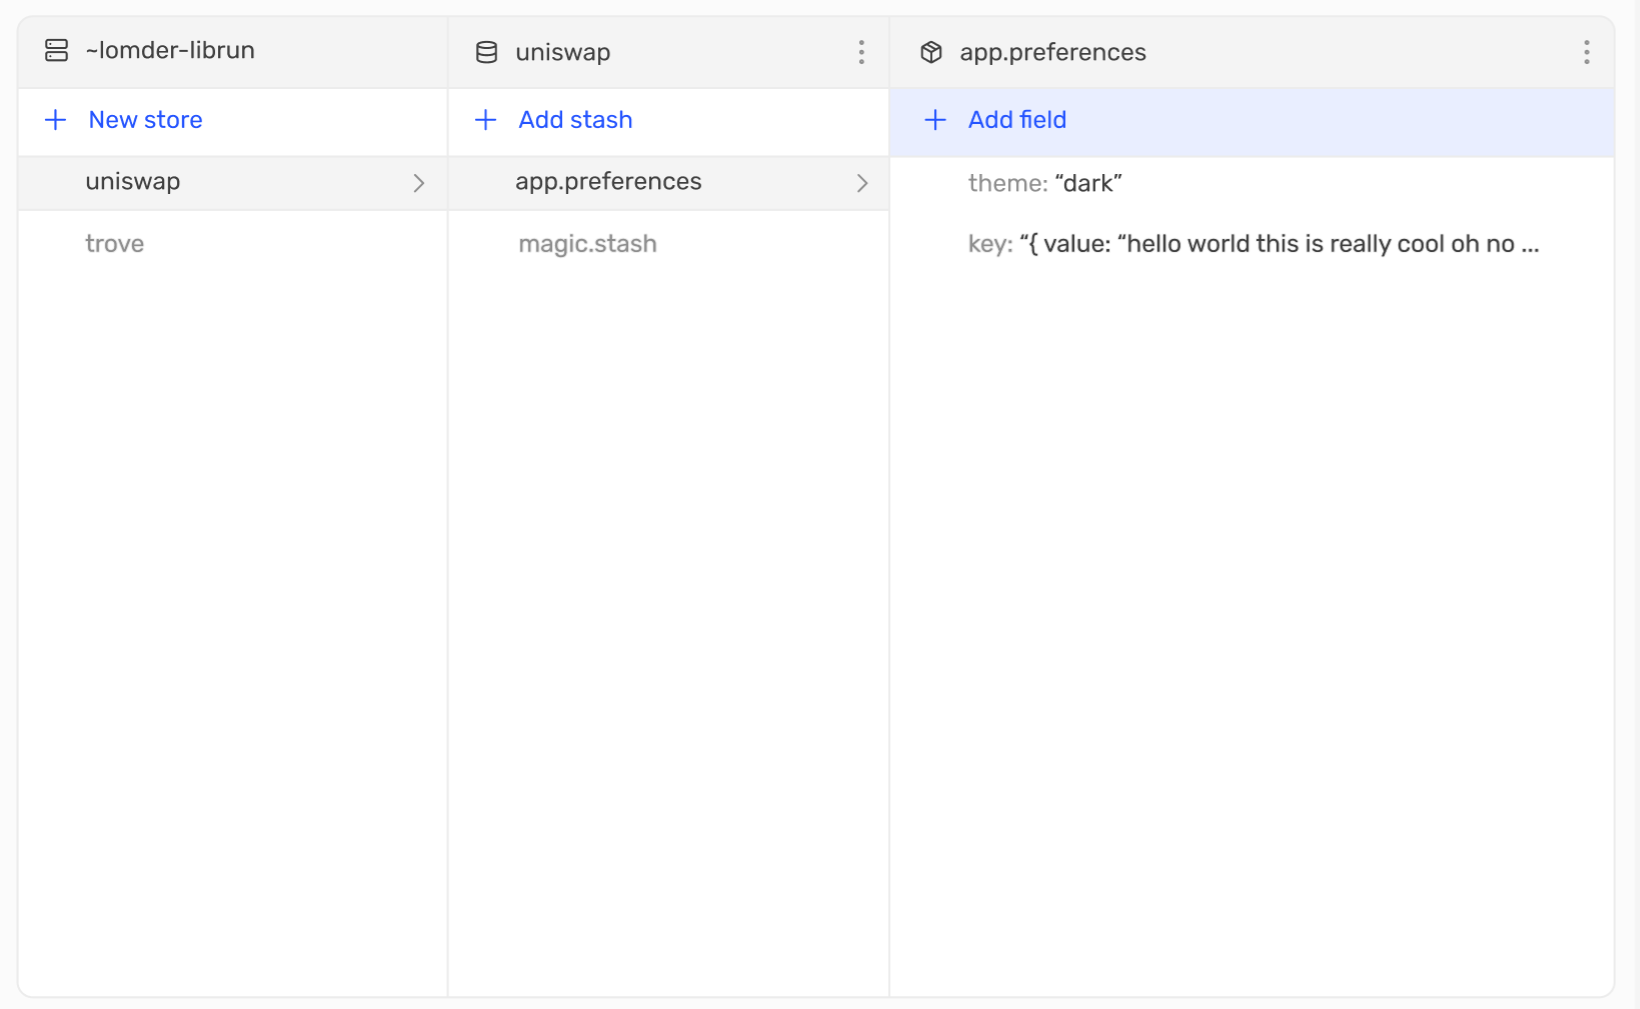 ~lomder-librun
New store
uniswap
trove
uniswap
Add stash
app.preferences
magic.stash
app.preferences
Add field
theme: “dark”
key: “{ value: “hello world this is really cool oh no ...